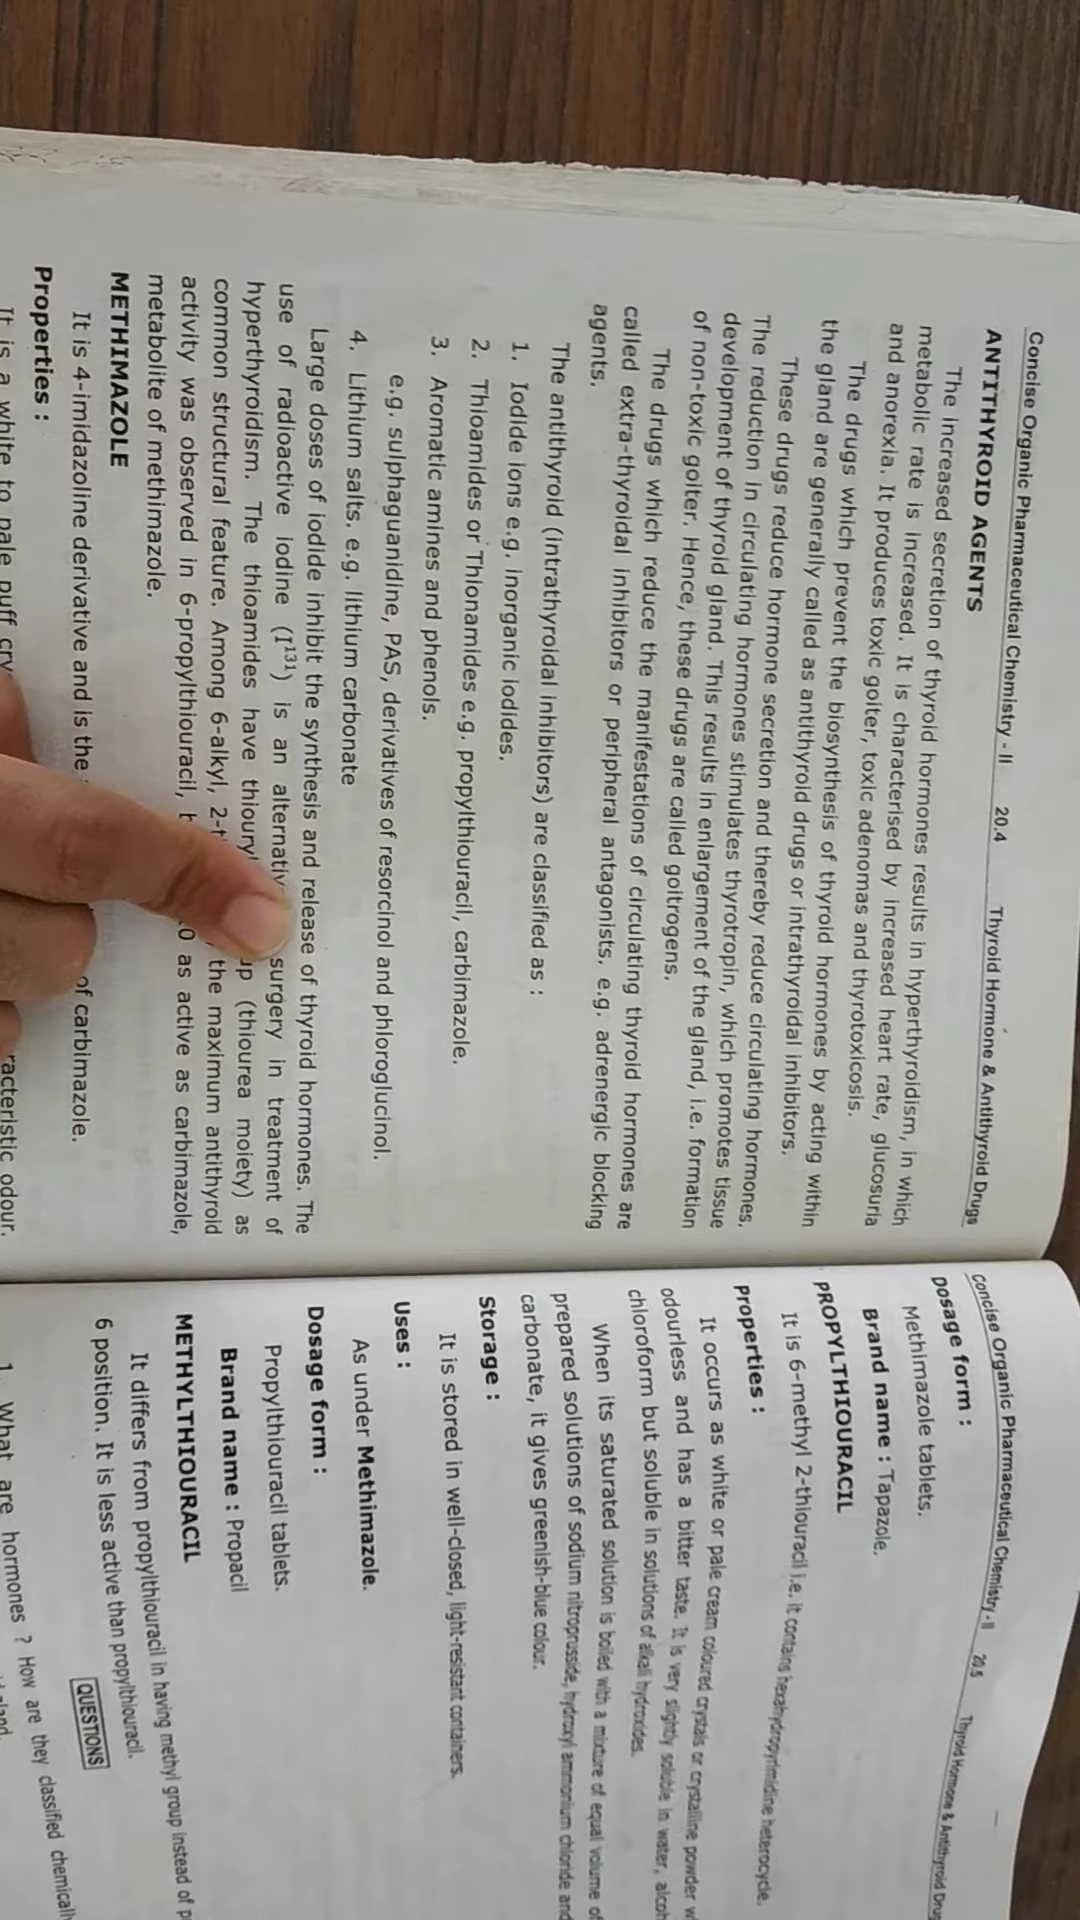 Concise Organic Pharmaceutical Chemistry - II 20.4 Thyroid Hormone & Antithyroid Drugs
ANTITHYROID AGENTS
The increased secretion of thyroid hormones results in hyperthyroidism, in which
metabolic rate is increased. It is characterised by increased heart rate, glucosuria
and anorexia. It produces toxic goiter, toxic adenomas and thyrotoxicosis.
The drugs which prevent the biosynthesis of thyroid hormones by acting within
the gland are generally called as antithyroid drugs or intrathyroidal inhibitors.
These drugs reduce hormone secretion and thereby reduce circulating hormones.
The reduction in circulating hormones stimulates thyrotropin, which promotes tissue
development of thyroid gland. This results in enlargement of the gland, i.e. formation
of non-toxic goiter. Hence, these drugs are called goitrogens.
The drugs which reduce the manifestations of circulating thyroid hormones are
called extra-thyroidal inhibitors or peripheral antagonists, e.g. adrenergic blocking
agents.
The antithyroid (intrathyroidal inhibitors) are classified as :
1. Iodide ions e.g. inorganic iodides.
2. Thioamides or Thionamides e.g. propylthiouracil, carbimazole.
3. Aromatic amines and phenols.
e.g. sulphaguanidine, PAS, derivatives of resorcinol and phloroglucinol.
4. Lithium salts. e.g. lithium carbonate
Large doses of iodide inhibit the synthesis and release of thyroid hormones. The
use of radioactive iodine (I¹³¹) is an surgery in treatment of
hyperthyroidism. The thioamides have (thiourea moiety) as
common structural feature. Among 6-alkyl, the maximum antithyroid
activity was observed in 6-propylthiouracil, as active as carbimazole,
metabolite of methimazole.
METHIMAZOLE
It is 4-imidazoline derivative and is the of carbimazole.
Properties :
It is a white to pale puff odour.
Concise Organic Pharmaceutical Chemistry - II 20.5 Thyroid Hormone & Antithyroid
Dosage form :
Methimazole tablets.
Brand name : Tapazole.
PROPYLTHIOURACIL
It is 6-methyl 2-thiouracil i.e. it contains hexahydropyrimidine heterocycle.
Properties :
It occurs as white or pale cream coloured crystals or crystalline powder
odourless and has a bitter taste. It is very slightly soluble in water,
chloroform but soluble in solutions of alkali hydroxides.
When its saturated solution is boiled with a mixture of equal volume of
prepared solutions of sodium nitroprusside, hydroxyl ammonium chloride and
carbonate, it gives greenish-blue colour.
Storage :
It is stored in well-closed, light-resistant containers.
Uses :
As under Methimazole.
Dosage form :
Propylthiouracil tablets.
Brand name : Propacil
METHYLTHIOURACIL
It differs from propylthiouracil in having methyl group instead of
6 position. It is less active than propylthiouracil.
QUESTIONS
1. What are hormones ? How are they classified